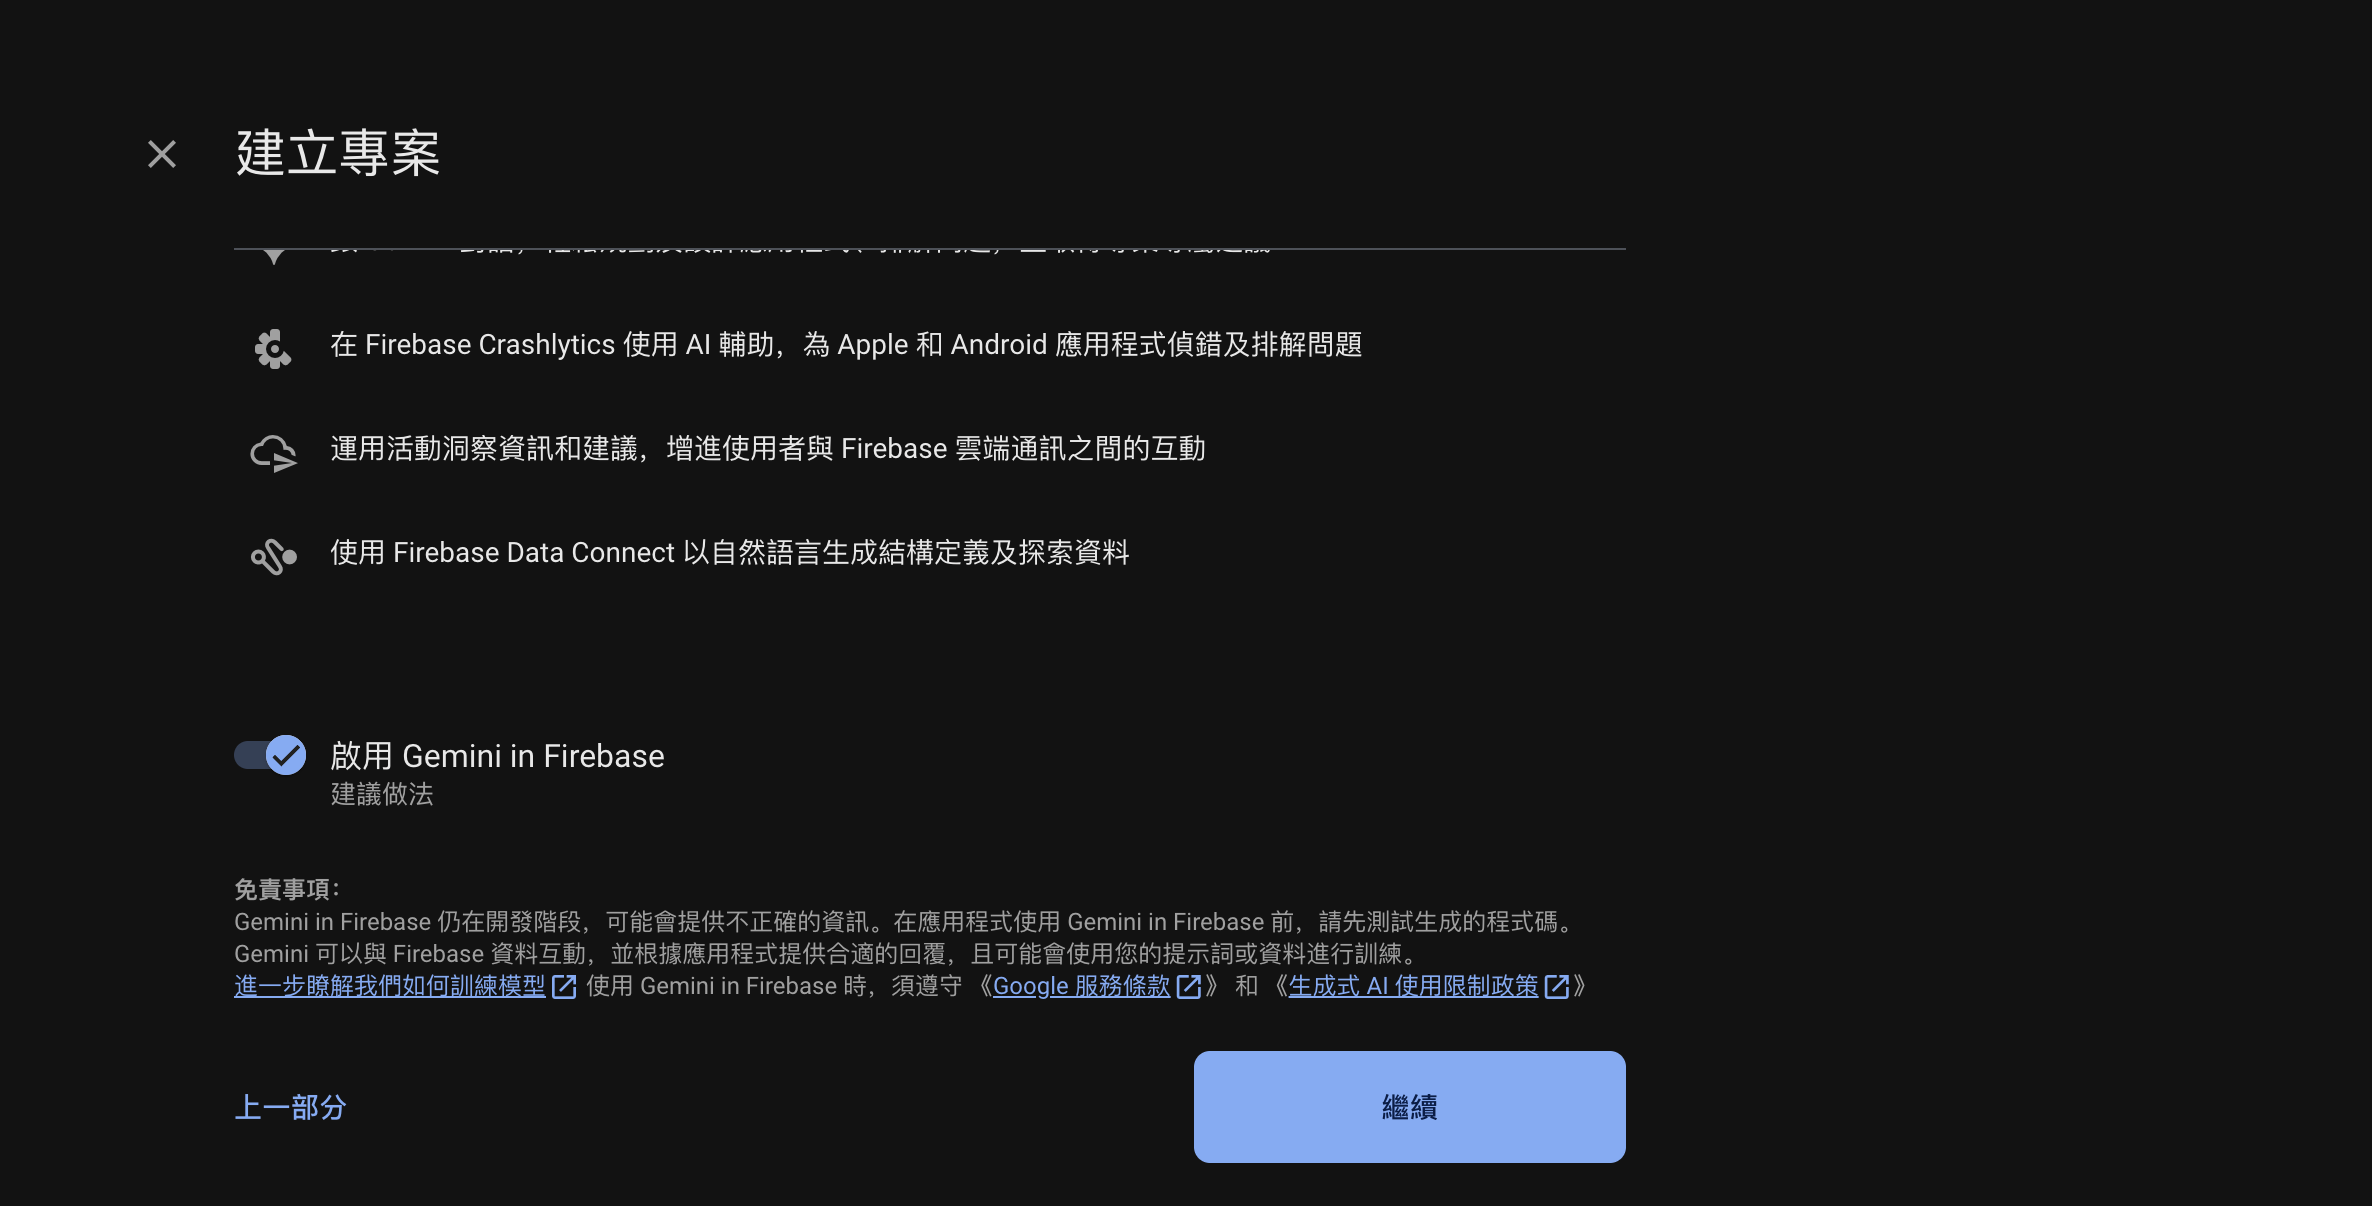 建立專案
在 Firebase Crashlytics 使用 AI 輔助，為 Apple 和 Android 應用程式偵錯及排解問題
運用活動洞察資訊和建議，增進使用者與 Firebase 雲端通訊之間的互動
使用 Firebase Data Connect 以自然語言生成結構定義及探索資料
啟用 Gemini in Firebase
建議做法
免責事項：
Gemini in Firebase 仍在開發階段，可能會提供不正確的資訊。在應用程式使用 Gemini in Firebase 前，請先測試生成的程式碼。
Gemini 可以與 Firebase 資料互動，並根據應用程式提供合適的回覆，且可能會使用您的提示詞或資料進行訓練。
進一步瞭解我們如何訓練模型 使用 Gemini in Firebase 時，須遵守《Google 服務條款》 和《生成式 AI 使用限制政策》
上一部分
繼續